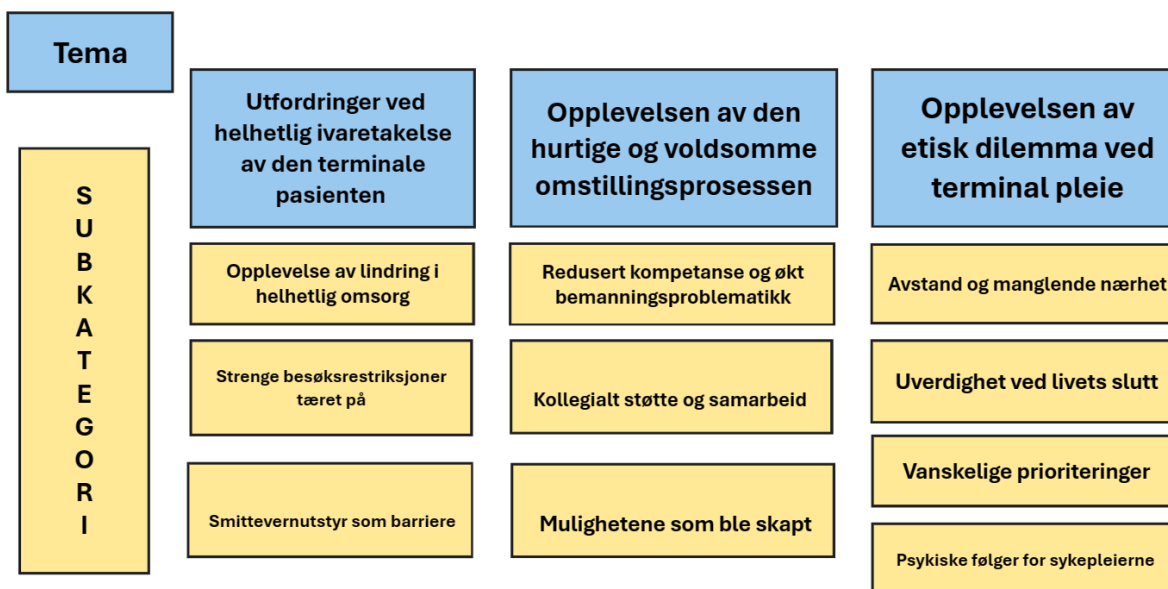 Tema
Utfordringer ved
helhetlig ivaretakelse
av den terminale
pasienten
Opplevelsen av den
hurtige og voldsomme
omstillingsprosessen
Opplevelsen av
etisk dilemma ved
terminal pleie
S
U
B
K
A
T
E
G
O
R
I
Opplevelse av lindring i
helhetlig omsorg
Redusert kompetanse og økt
bemanningsproblematikk
Avstand og manglende nærhet
Strenge besøksrestriksjoner
tæret på
Kollegialt støtte og samarbeid
Uverdighet ved livets slutt
Vanskelige prioriteringer
Smittevernutstyr som barriere
Mulighetene som ble skapt
Psykiske følger for sykepleierne